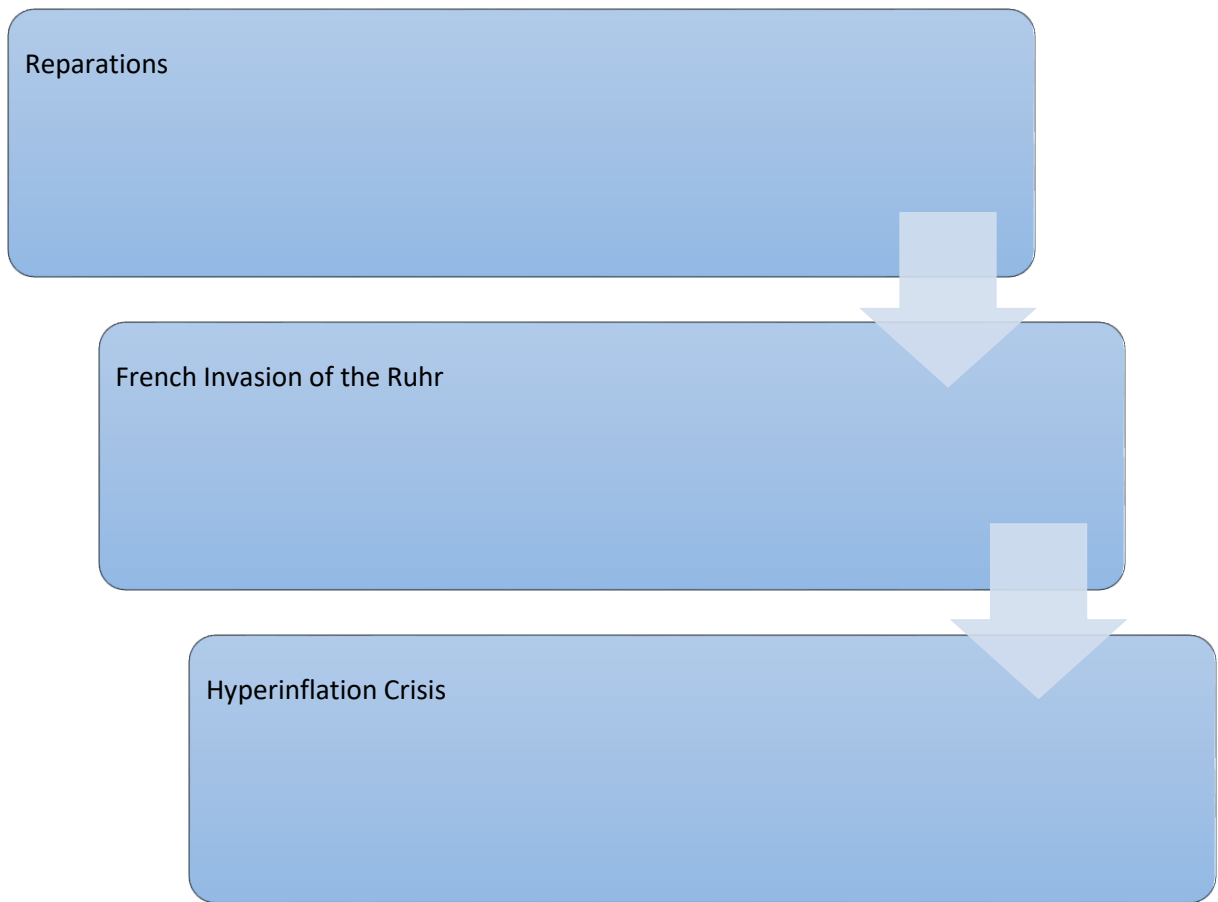 Reparations
French Invasion of the Ruhr
Hyperinflation Crisis